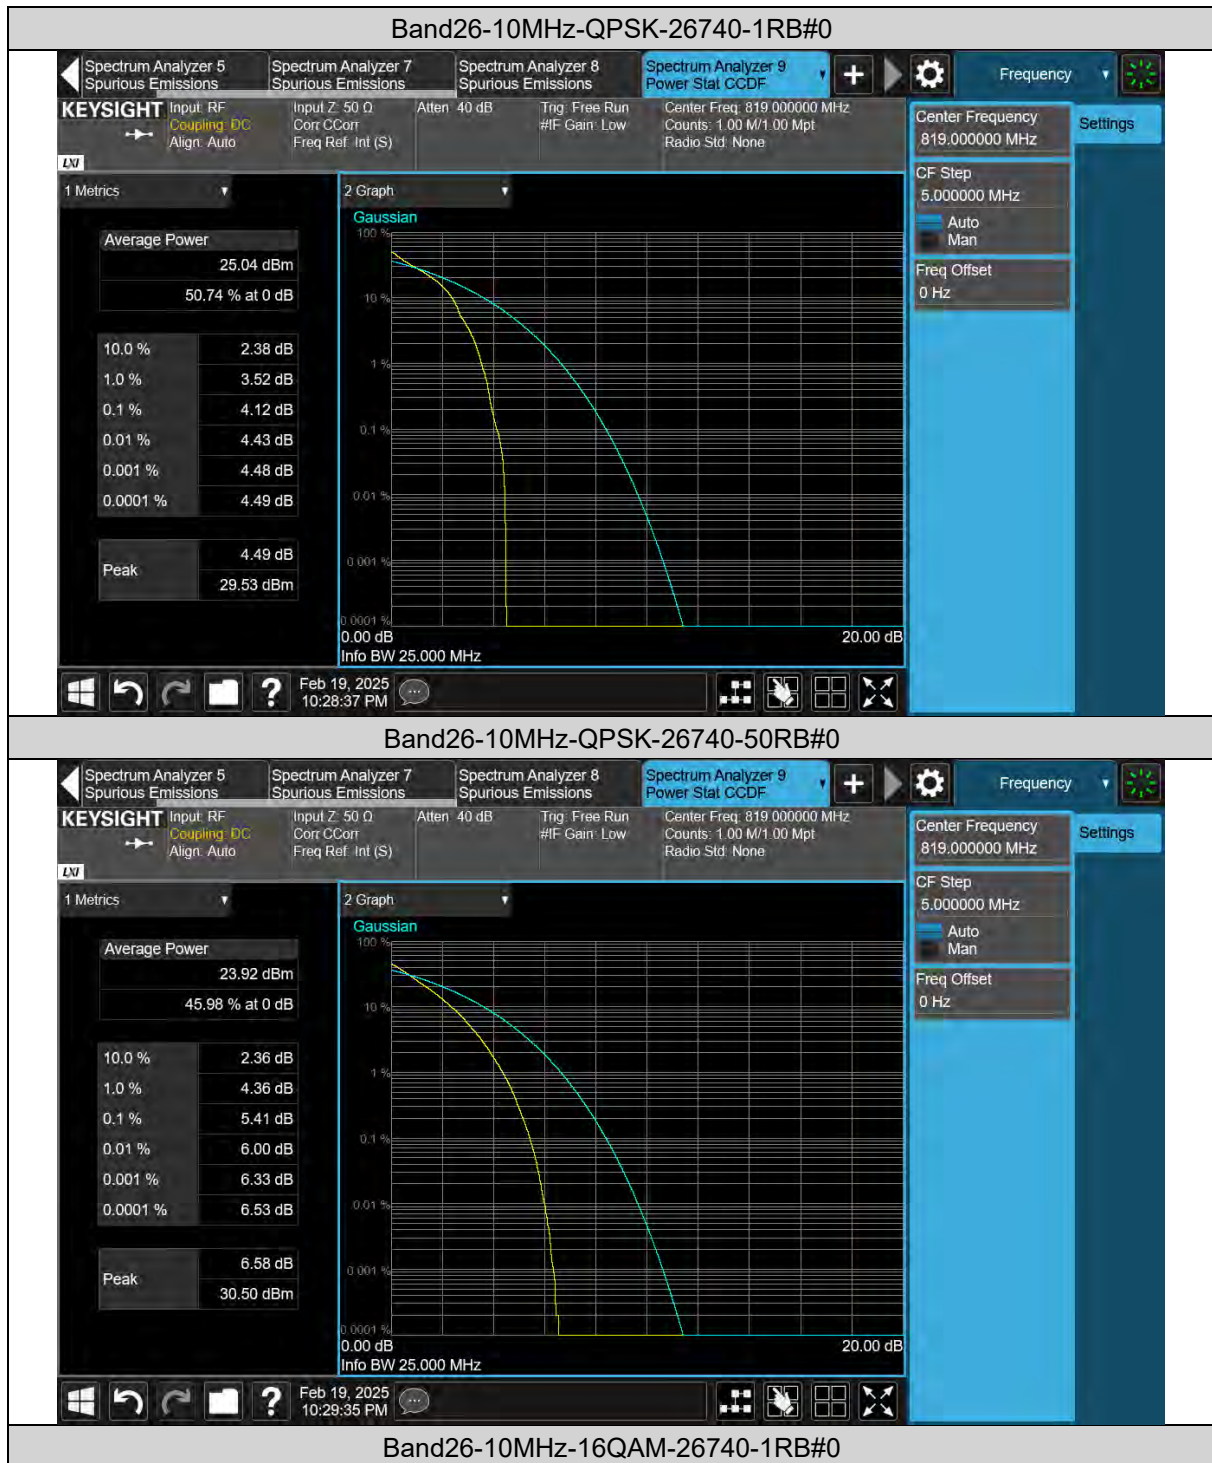 Band26-10MHz-QPSK-26740-1RB#0
Spectrum Analyzer 5
Spurious Emissions
Spectrum Analyzer 7
Spurious Emissions
Spectrum Analyzer 8
Spurious Emissions
Spectrum Analyzer 9
Power Stat CCDF
+
Frequency
KEYSIGHT
Input: RF
Coupling: DC
Align: Auto
Input Z: 50 Ω
Corr CCorr
Freq Ref: Int (S)
Atten: 40 dB
Trig: Free Run
#IF Gain: Low
Center Freq: 819.000000 MHz
Counts: 1.00 M/1.00 Mpt
Radio Std: None
LXI
Center Frequency
819.000000 MHz
Settings
CF Step
5.000000 MHz
Auto
Man
Freq Offset
0 Hz
1 Metrics
Average Power
25.04 dBm
50.74 % at 0 dB
10.0 % 2.38 dB
1.0 % 3.52 dB
0.1 % 4.12 dB
0.01 % 4.43 dB
0.001 % 4.48 dB
0.0001 % 4.49 dB
Peak
4.49 dB
29.53 dBm
2 Graph
Gaussian
100 %
10 %
1 %
0.1 %
0.01 %
0.001 %
0.0001 %
0.00 dB 20.00 dB
Info BW 25.000 MHz
?
Feb 19, 2025
10:28:37 PM
Band26-10MHz-QPSK-26740-50RB#0
Spectrum Analyzer 5
Spurious Emissions
Spectrum Analyzer 7
Spurious Emissions
Spectrum Analyzer 8
Spurious Emissions
Spectrum Analyzer 9
Power Stat CCDF
+
Frequency
KEYSIGHT
Input: RF
Coupling: DC
Align: Auto
Input Z: 50 Ω
Corr CCorr
Freq Ref: Int (S)
Atten: 40 dB
Trig: Free Run
#IF Gain: Low
Center Freq: 819.000000 MHz
Counts: 1.00 M/1.00 Mpt
Radio Std: None
LXI
Center Frequency
819.000000 MHz
Settings
CF Step
5.000000 MHz
Auto
Man
Freq Offset
0 Hz
1 Metrics
Average Power
23.92 dBm
45.98 % at 0 dB
10.0 % 2.36 dB
1.0 % 4.36 dB
0.1 % 5.41 dB
0.01 % 6.00 dB
0.001 % 6.33 dB
0.0001 % 6.53 dB
Peak
6.58 dB
30.50 dBm
2 Graph
Gaussian
100 %
10 %
1 %
0.1 %
0.01 %
0.001 %
0.0001 %
0.00 dB 20.00 dB
Info BW 25.000 MHz
?
Feb 19, 2025
10:29:35 PM
Band26-10MHz-16QAM-26740-1RB#0